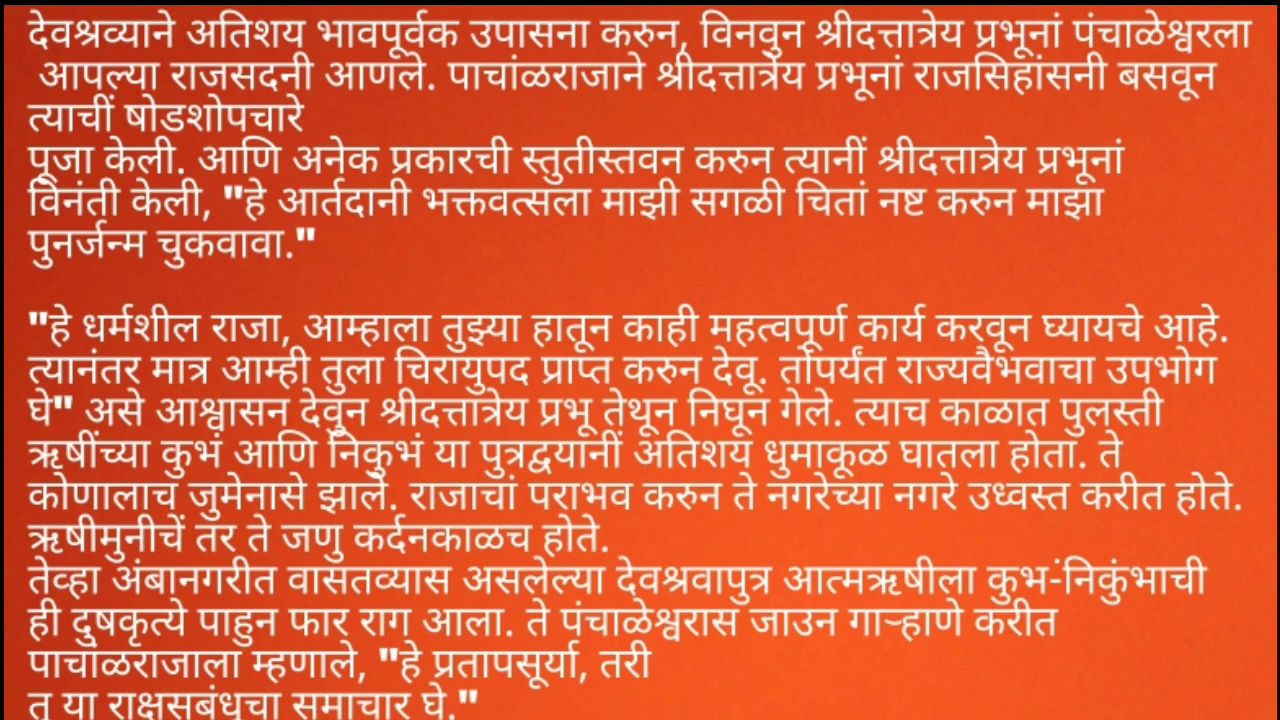 देवश्रव्याने अतिशय भावपूर्वक उपासना करुन, विनवुन श्रीदत्तात्रेय प्रभूनां पंचाळेश्वरला
आपल्या राजसदनी आणले. पाचांळराजाने श्रीदत्तात्रेय प्रभूनां राजसिहांसनी बसवून
त्याचीं षोडशोपचारे
पूजा केली. आणि अनेक प्रकारची स्तुतीस्तवन करुन त्यानीं श्रीदत्तात्रेय प्रभूनां
विनंती केली, "हे आर्तदानी भक्तवत्सला माझी सगळी चितां नष्ट करुन माझा
पुनर्जन्म चुकवावा."
"हे धर्मशील राजा, आम्हाला तुझ्या हातून काही महत्वपूर्ण कार्य करवून घ्यायचे आहे.
त्यानंतर मात्र आम्ही तुला चिरायुपद प्राप्त करुन देवू. तोपर्यंत राज्यवैभवाचा उपभोग
घे" असे आश्वासन देवुन श्रीदत्तात्रेय प्रभू तेथून निघून गेले. त्याच काळात पुलस्ती
ऋषींच्या कुभं आणि निकुभं या पुत्रद्वयानीं अतिशय धुमाकूळ घातला होता. ते
कोणालाच जुमेनासे झाले. राजाचां पराभव करुन ते नगरेच्या नगरे उध्वस्त करीत होते.
ऋषीमुनीचें तर ते जणु कर्दनकाळच होते.
तेव्हा अंबानगरीत वास्तव्यास असलेल्या देवश्रवापुत्र आत्मऋषीला कुभ-ंनिकुंभाची
ही दुषकृत्ये पाहुन फार राग आला. ते पंचाळेश्वरास जाउन गाऱ्हाणे करीत
पाचांळराजाला म्हणाले, "हे प्रतापसूर्या, तरी
तू या राक्षसबंधूचा समाचार घे."